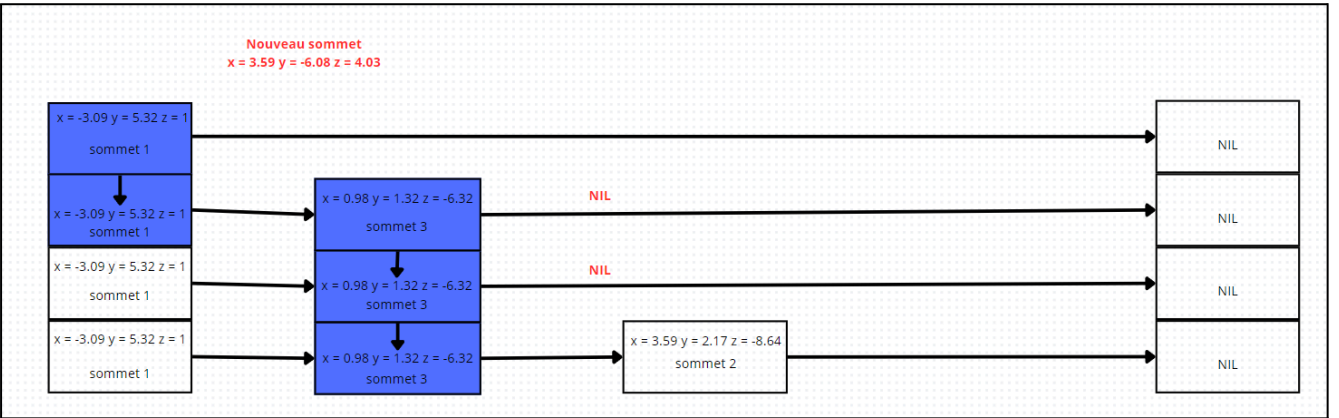 Nouveau sommet
x = 3.59 y = -6.08 z = 4.03
x = -3.09 y = 5.32 z = 1
sommet 1
NIL
x = -3.09 y = 5.32 z = 1
sommet 1
x = 0.98 y = 1.32 z = -6.32
sommet 3
NIL
NIL
x = -3.09 y = 5.32 z = 1
sommet 1
x = 0.98 y = 1.32 z = -6.32
sommet 3
NIL
NIL
x = -3.09 y = 5.32 z = 1
sommet 1
x = 0.98 y = 1.32 z = -6.32
sommet 3
x = 3.59 y = 2.17 z = -8.64
sommet 2
NIL